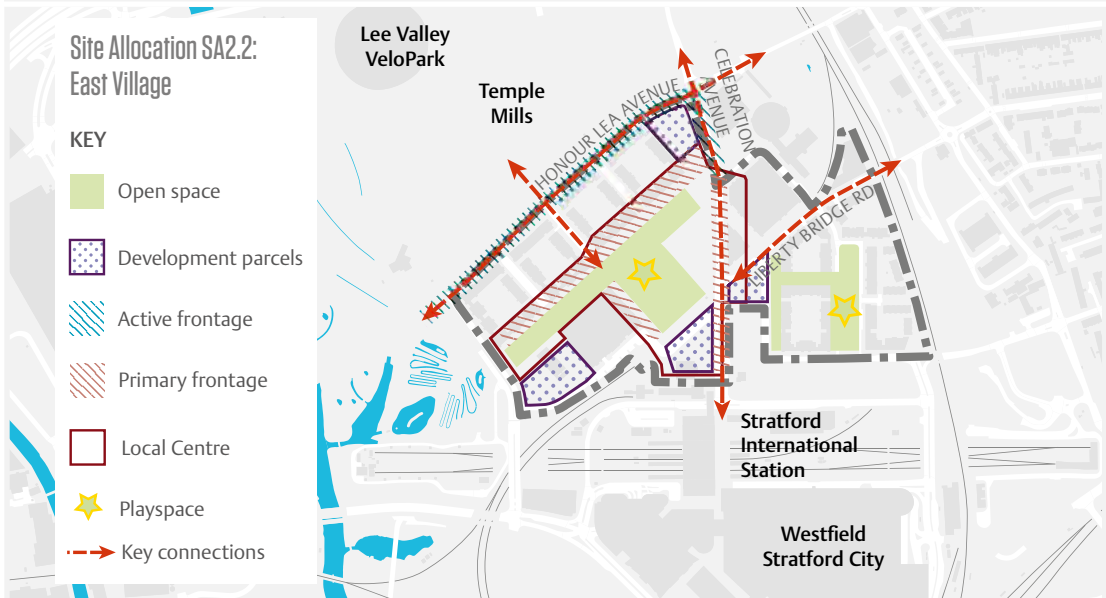 Site Allocation SA2.2:
East Village
KEY
Open space
Development parcels
Active frontage
Primary frontage
Local Centre
Playspace
Key connections
Lee Valley
VeloPark
Temple
Mills
HONOUR LEA AVENUE
CELEBRATION
AVENUE
LIBERTY BRIDGE RD
Stratford
International
Station
Westfield
Stratford City